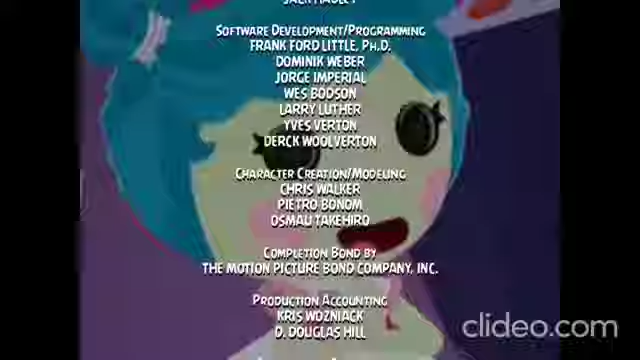 SOFTWARE DEVELOPMENT/PROGRAMMING
FRANK FORD LITTLE, PH.D.
DOMINIK WEBER
JORGE IMPERIAL
WES BODSON
LARRY LUTHER
YVES VERTON
DERCK WOOLVERTON
CHARACTER CREATION/MODELING
CHRIS WALKER
PIETRO BONOM
OSMAU TAKEHIRO
COMPLETION BOND BY
THE MOTION PICTURE BOND COMPANY, INC.
PRODUCTION ACCOUNTING
KRIS WOZNIACK
D. DOUGLAS HILL
clideo.com